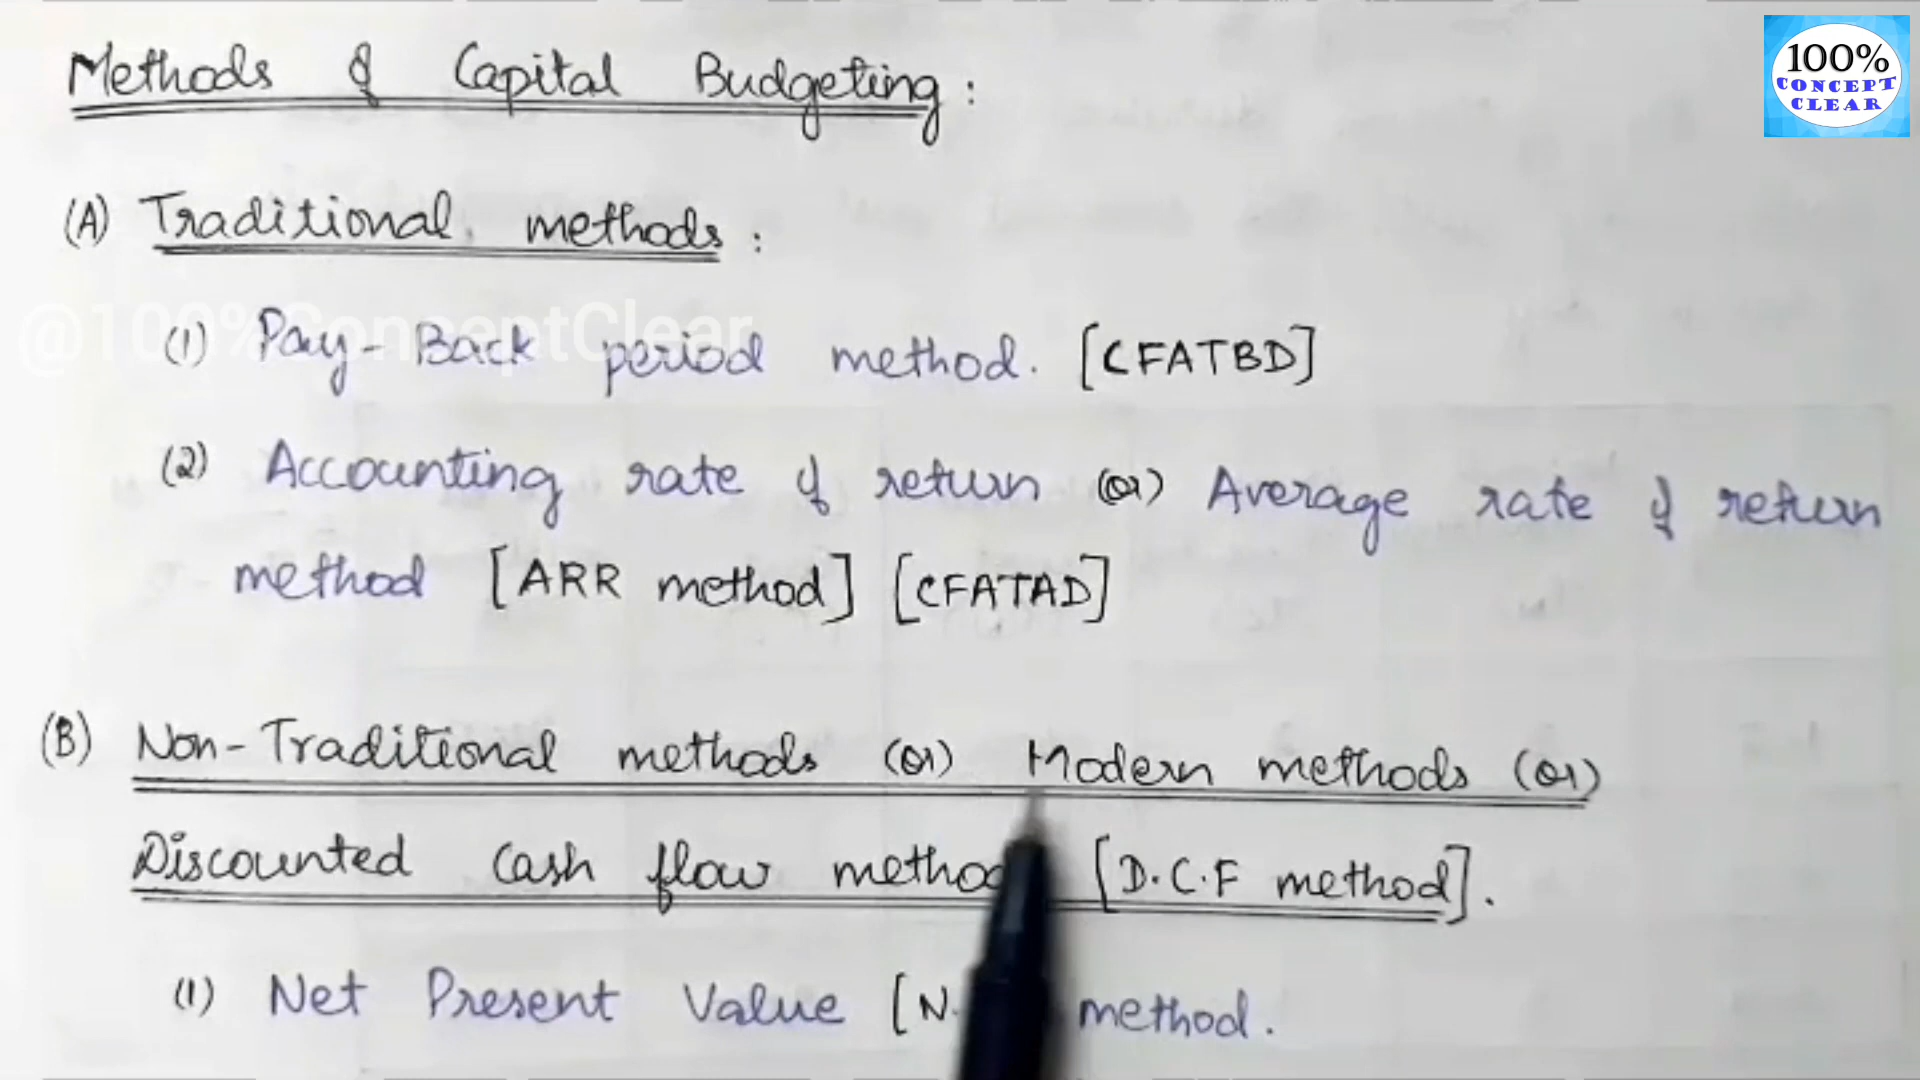 Methods of Capital Budgeting:
100%
CONCEPT
CLEAR
(A) Traditional methods:
@100%ConceptClear
(1) Pay-Back period method. [CFATBD]
(2) Accounting rate of return (or) Average rate of return
method [ARR method] [CFATAD]
(B) Non-Traditional methods (or) Modern methods (or)
Discounted Cash flow method [D.C.F method].
(1) Net Present Value [N. method.